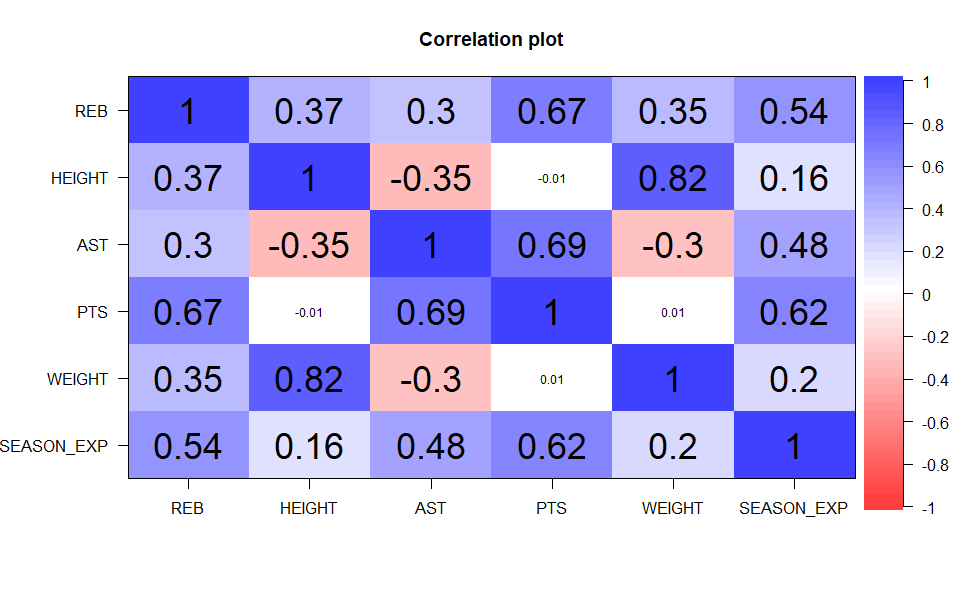 Correlation plot
REB 1 0.37 0.3 0.67 0.35 0.54
HEIGHT 0.37 1 -0.35 -0.01 0.82 0.16
AST 0.3 -0.35 1 0.69 -0.3 0.48
PTS 0.67 -0.01 0.69 1 0.01 0.62
WEIGHT 0.35 0.82 -0.3 0.01 1 0.2
SEASON_EXP 0.54 0.16 0.48 0.62 0.2 1
REB HEIGHT AST PTS WEIGHT SEASON_EXP
1
0.8
0.6
0.4
0.2
0
-0.2
-0.4
-0.6
-0.8
-1